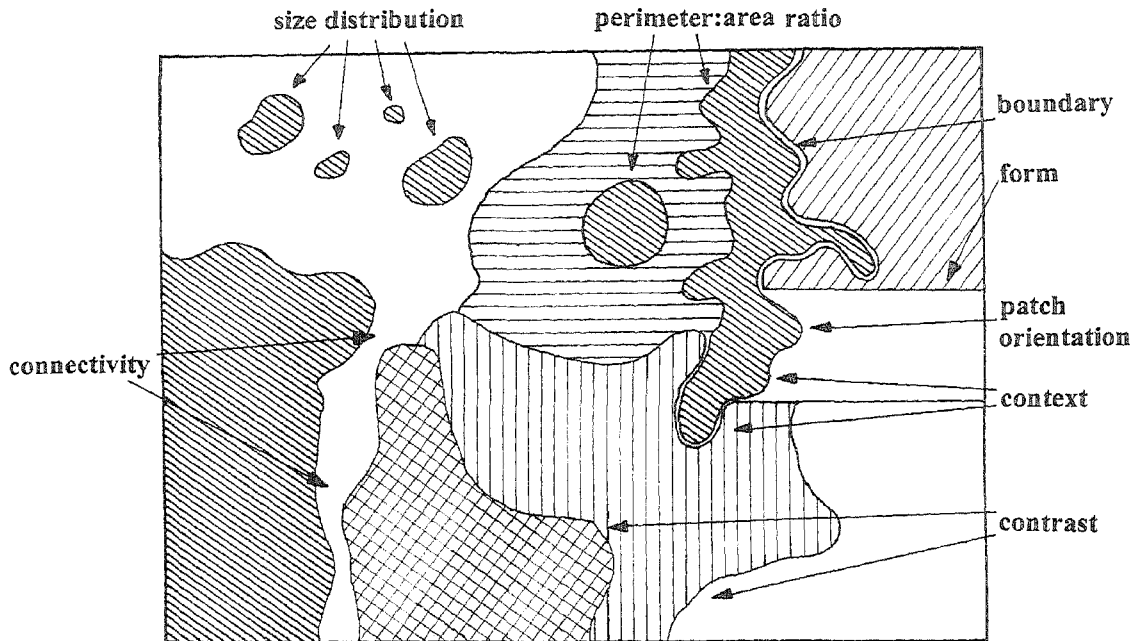 size distribution
perimeter:area ratio
boundary
form
patch
orientation
connectivity
context
contrast